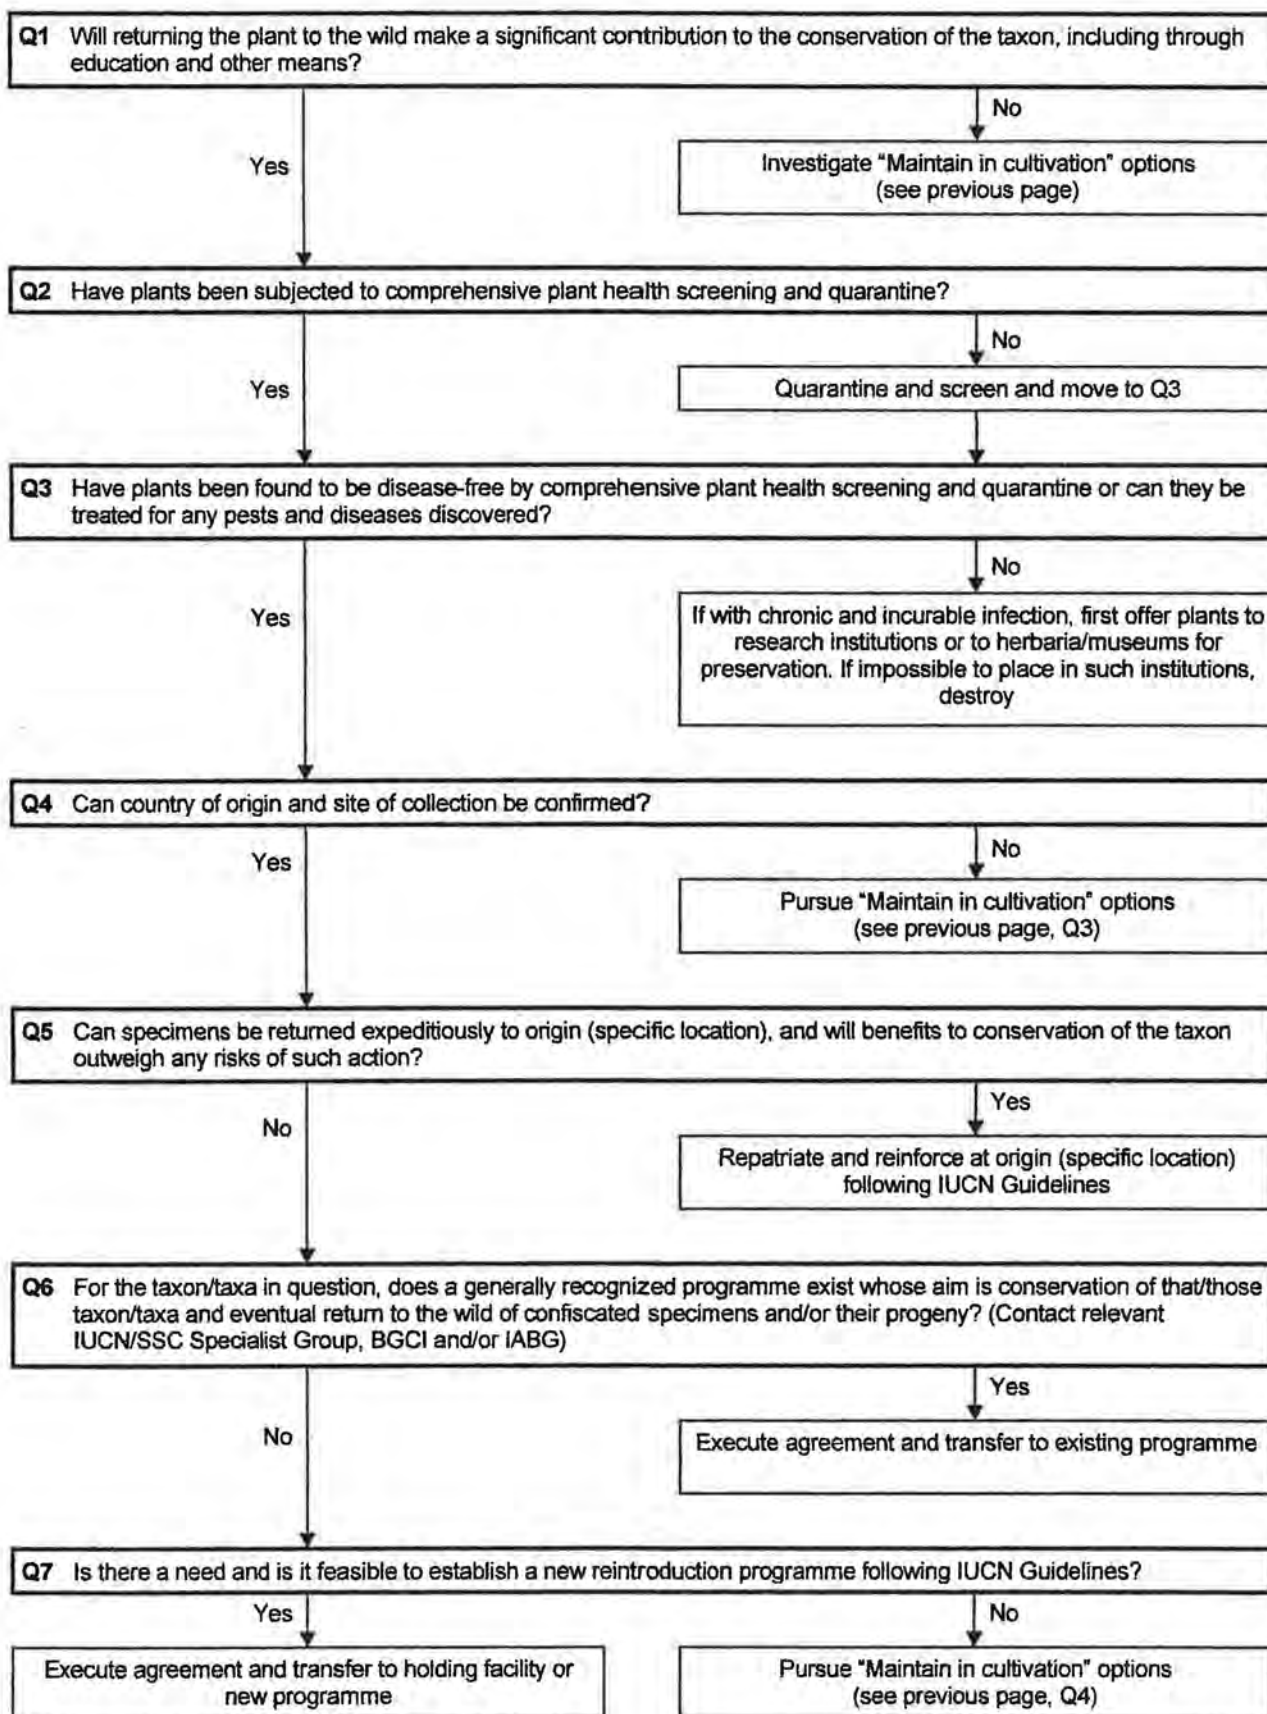 Q1 Will returning the plant to the wild make a significant contribution to the conservation of the taxon, including through
education and other means?
No
Yes
Investigate "Maintain in cultivation" options
(see previous page)
Q2 Have plants been subjected to comprehensive plant health screening and quarantine?
No
Yes
Quarantine and screen and move to Q3
Q3 Have plants been found to be disease-free by comprehensive plant health screening and quarantine or can they be
treated for any pests and diseases discovered?
No
Yes
If with chronic and incurable infection, first offer plants to
research institutions or to herbaria/museums for
preservation. If impossible to place in such institutions,
destroy
Q4 Can country of origin and site of collection be confirmed?
No
Yes
Pursue "Maintain in cultivation" options
(see previous page, Q3)
Q5 Can specimens be returned expeditiously to origin (specific location), and will benefits to conservation of the taxon
outweigh any risks of such action?
Yes
No
Repatriate and reinforce at origin (specific location)
following IUCN Guidelines
Q6 For the taxon/taxa in question, does a generally recognized programme exist whose aim is conservation of that/those
taxon/taxa and eventual return to the wild of confiscated specimens and/or their progeny? (Contact relevant
IUCN/SSC Specialist Group, BGCI and/or IABG)
Yes
No
Execute agreement and transfer to existing programme
Q7 Is there a need and is it feasible to establish a new reintroduction programme following IUCN Guidelines?
Yes
No
Execute agreement and transfer to holding facility or
new programme
Pursue "Maintain in cultivation" options
(see previous page, Q4)